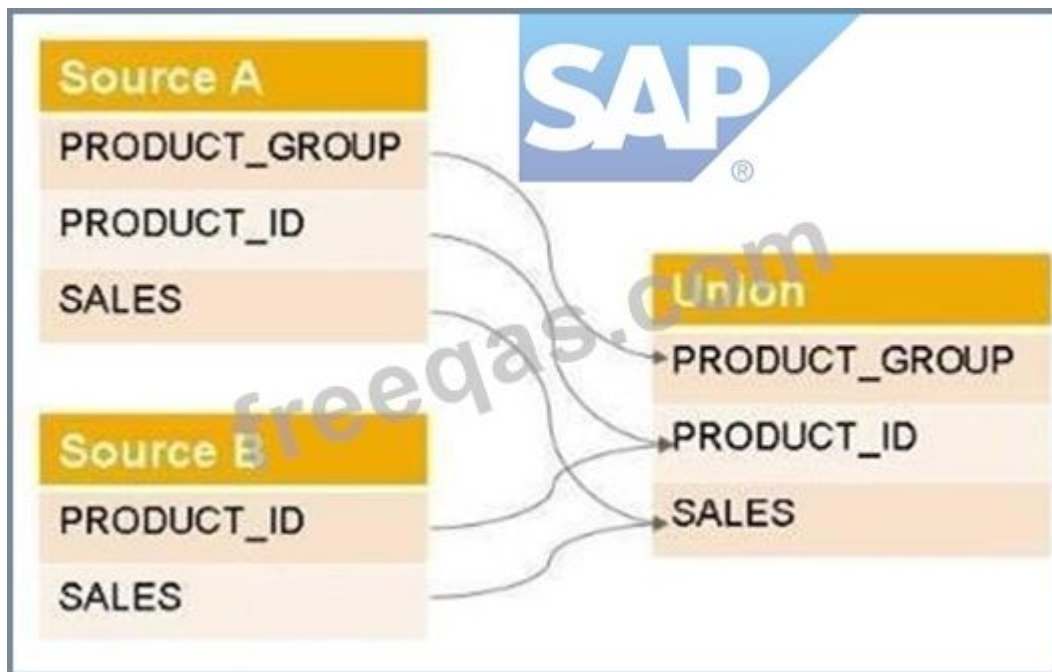 SAP
®
Source A
PRODUCT_GROUP
PRODUCT_ID
SALES
Source B
PRODUCT_ID
SALES
Union
PRODUCT_GROUP
PRODUCT_ID
SALES
freeqas.com